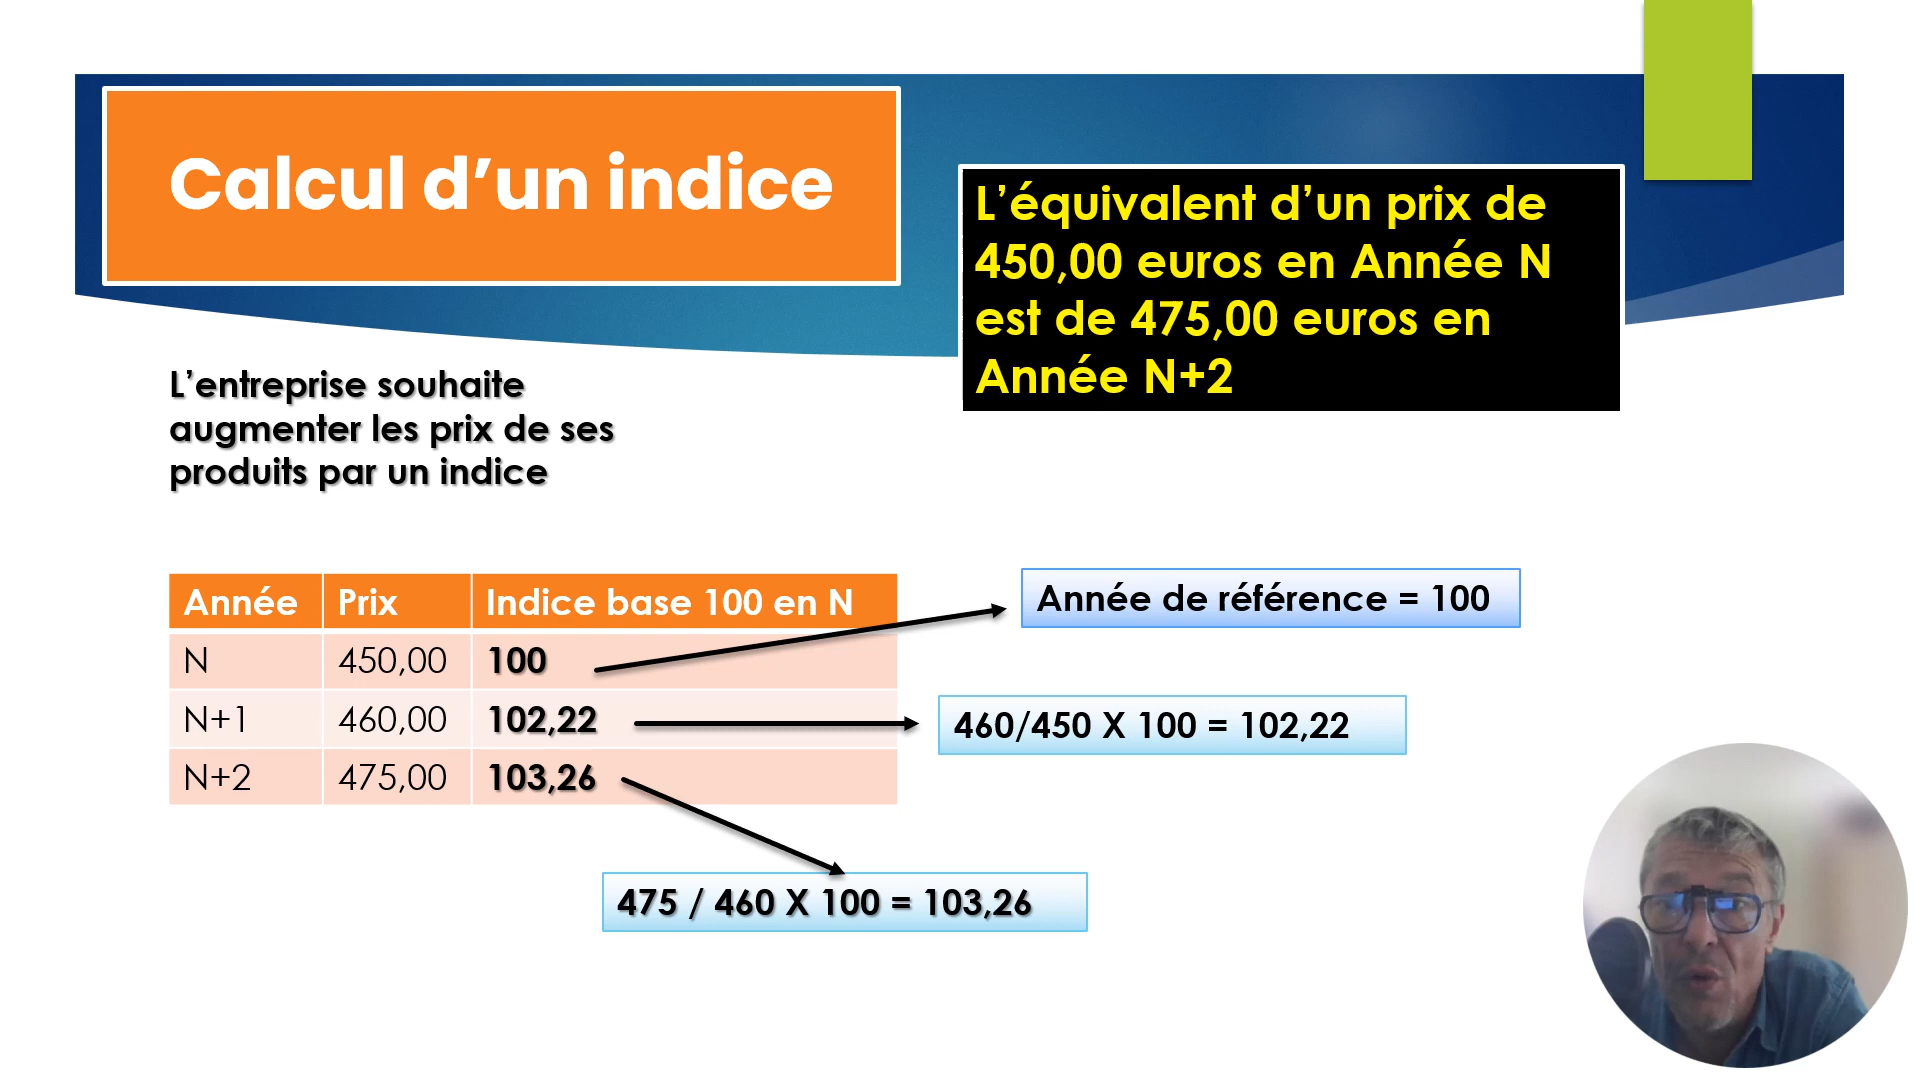 Calcul d’un indice
L’équivalent d’un prix de
450,00 euros en Année N
est de 475,00 euros en
Année N+2
L’entreprise souhaite
augmenter les prix de ses
produits par un indice
Année Prix Indice base 100 en N
N 450,00 100
N+1 460,00 102,22
N+2 475,00 103,26
Année de référence = 100
460/450 X 100 = 102,22
475 / 460 X 100 = 103,26